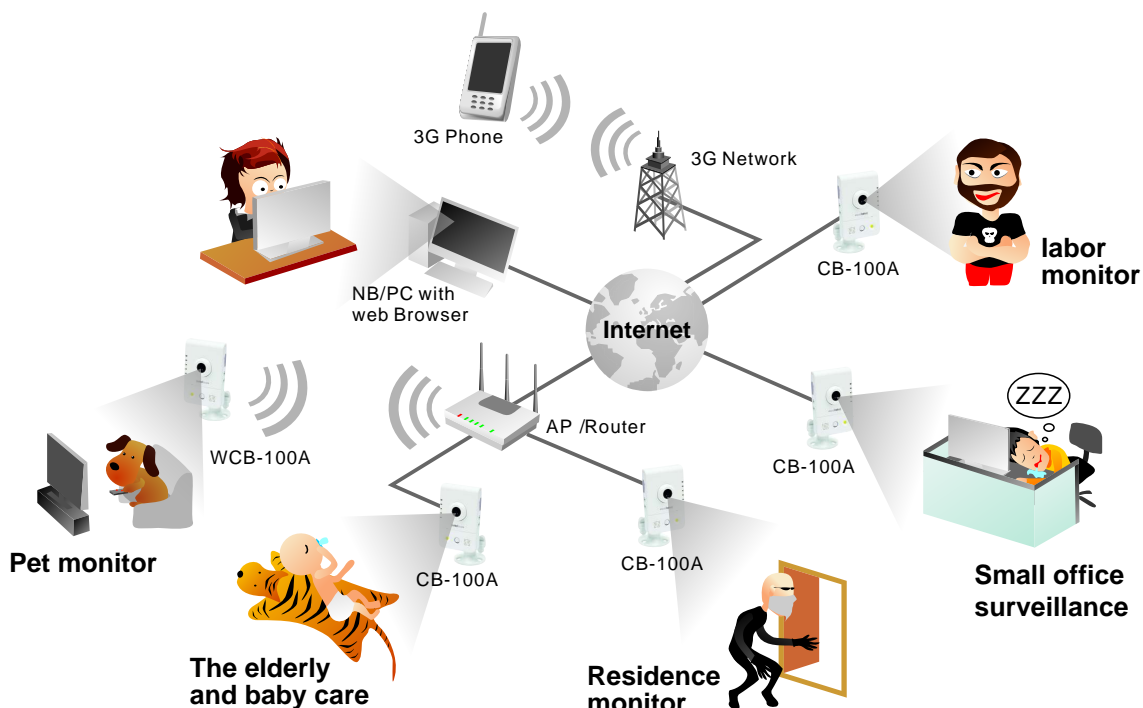 3G Phone
3G Network
CB-100A
labor
monitor
NB/PC with
web Browser
Internet
ZZZ
WCB-100A
AP /Router
CB-100A
CB-100A
CB-100A
Pet monitor
Small office
surveillance
The elderly
and baby care
Residence
monitor